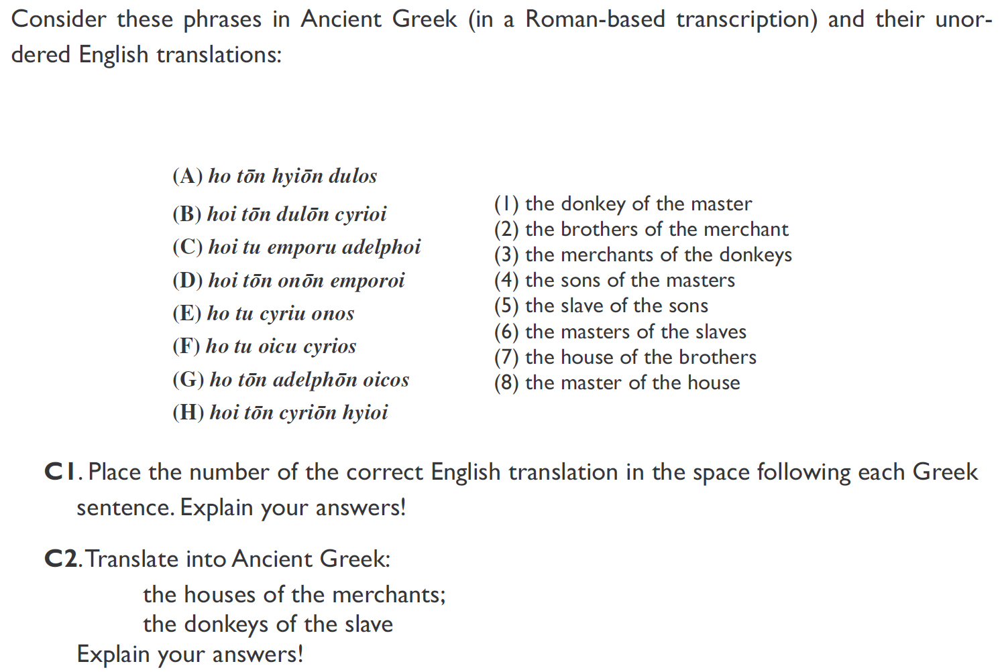 Consider these phrases in Ancient Greek (in a Roman-based transcription) and their unor-
dered English translations:
(A) ho tōn hyiōn dulos
(B) hoi tōn dulōn cyrioi
(C) hoi tu emporu adelphoi
(D) hoi tōn onōn emporoi
(E) ho tu cyriu onos
(F) ho tu oicu cyrios
(G) ho tōn adelphōn oicos
(H) hoi tōn cyriōn hyioi
(1) the donkey of the master
(2) the brothers of the merchant
(3) the merchants of the donkeys
(4) the sons of the masters
(5) the slave of the sons
(6) the masters of the slaves
(7) the house of the brothers
(8) the master of the house
C1. Place the number of the correct English translation in the space following each Greek
sentence. Explain your answers!
C2. Translate into Ancient Greek:
the houses of the merchants;
the donkeys of the slave
Explain your answers!